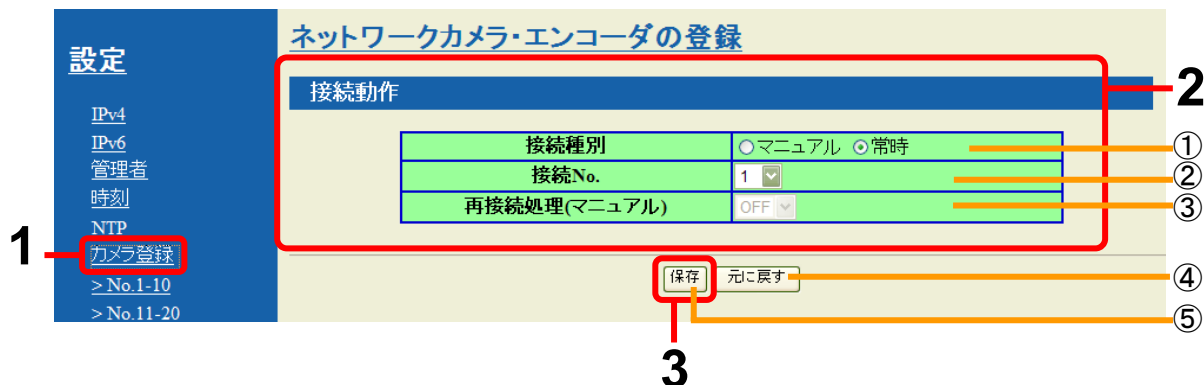 設定
IPv4
IPv6
管理者
時刻
NTP
カメラ登録
> No.1-10
> No.11-20
ネットワークカメラ・エンコーダの登録
接続動作
接続種別 マニュアル 常時
接続No. 1
再接続処理(マニュアル) OFF
保存 元に戻す
1
2
3
①
②
③
④
⑤